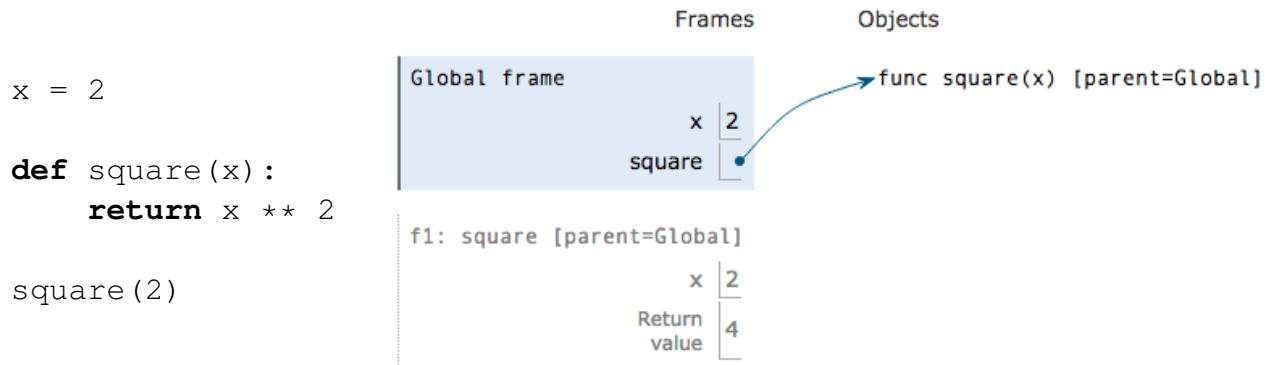 x = 2
def square(x):
    return x ** 2
square(2)
Frames
Objects
Global frame
x 2
square
func square(x) [parent=Global]
f1: square [parent=Global]
x 2
Return
value 4